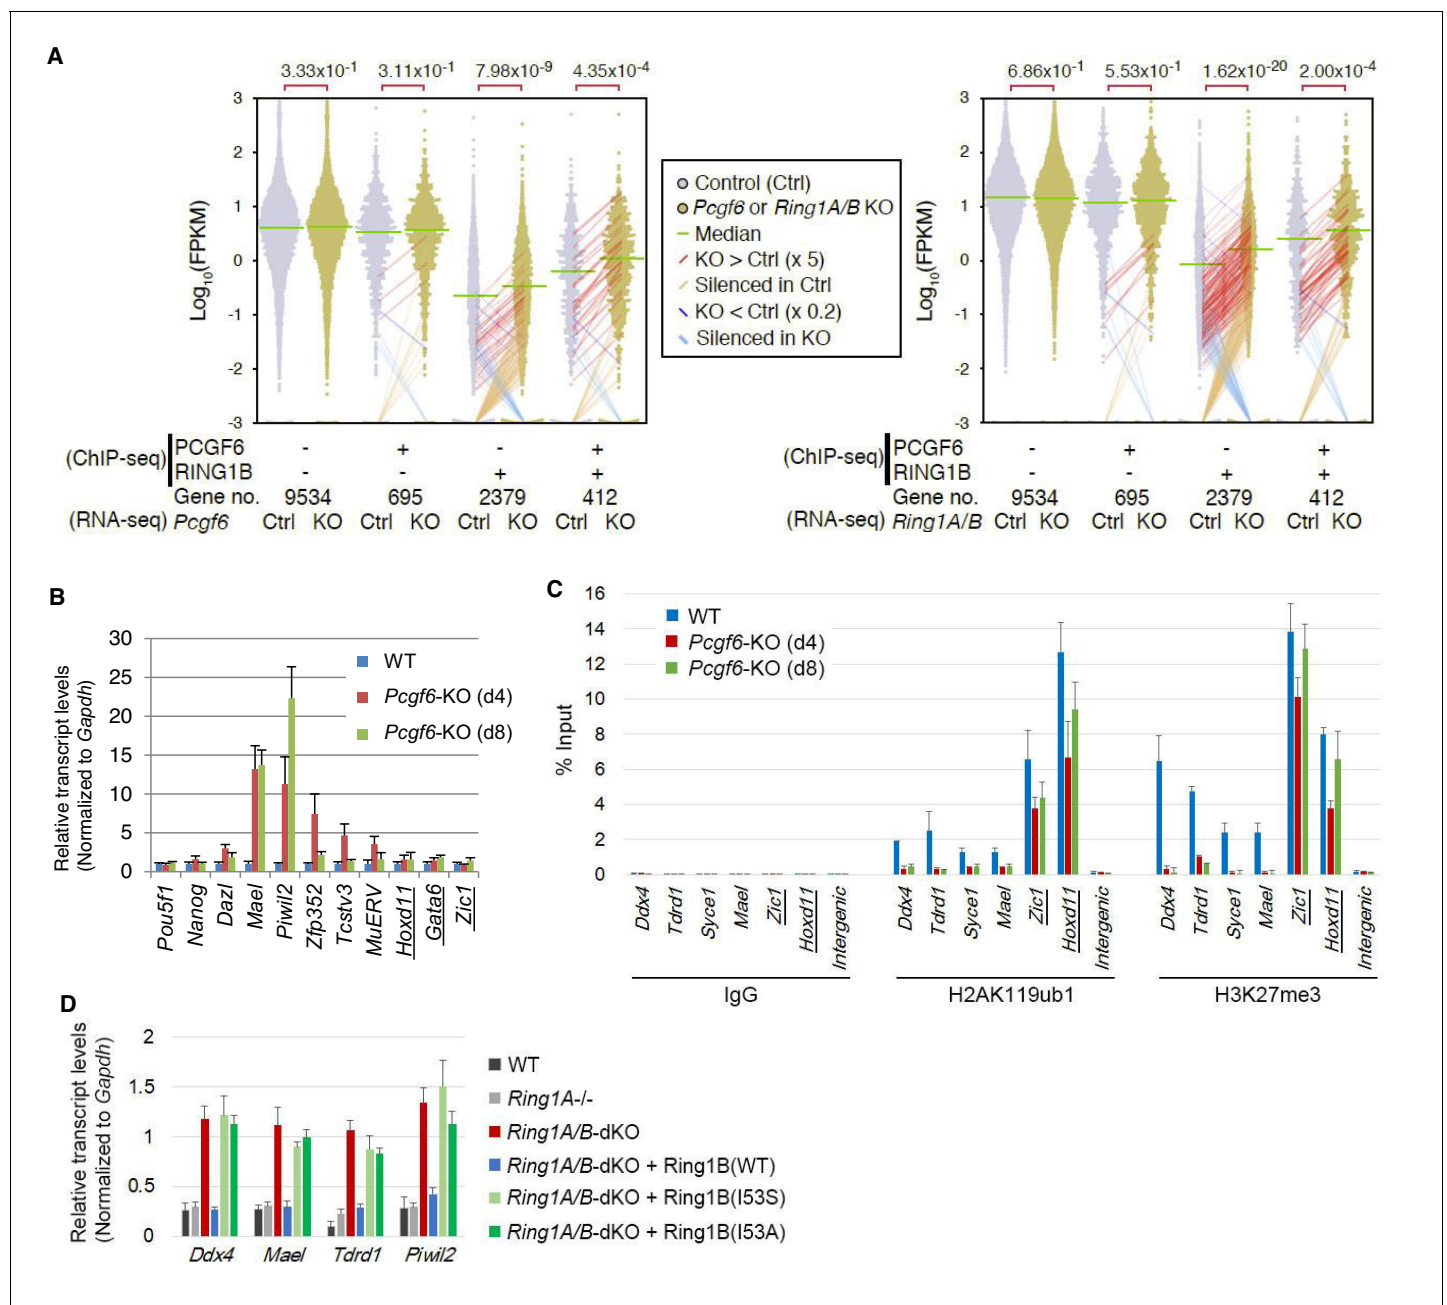 A
3.33x10-1 3.11x10-1 7.98x10-9 4.35x10-4
6.86x10-1 5.53x10-1 1.62x10-20 2.00x10-4
3
2
1
0
-1
-2
-3
Log10(FPKM)
Control (Ctrl)
Pcgf6 or Ring1A/B KO
Median
KO > Ctrl (x 5)
Silenced in Ctrl
KO < Ctrl (x 0.2)
Silenced in KO
3
2
1
0
-1
-2
-3
Log10(FPKM)
(ChIP-seq)
PCGF6 - + - +
RING1B - - + +
Gene no. 9534 695 2379 412
(RNA-seq) Pcgf6 Ctrl KO Ctrl KO Ctrl KO Ctrl KO
(ChIP-seq)
PCGF6 - + - +
RING1B - - + +
Gene no. 9534 695 2379 412
(RNA-seq) Ring1A/B Ctrl KO Ctrl KO Ctrl KO Ctrl KO
B
Relative transcript levels
(Normalized to Gapdh)
30
25
20
15
10
5
0
WT
Pcgf6-KO (d4)
Pcgf6-KO (d8)
Pou5f1
Nanog
Dazl
Mael
Piwil2
Zfp352
Tcstv3
MuERV
Hoxd11
Gata6
Zic1
C
% Input
16
14
12
10
8
6
4
2
0
WT
Pcgf6-KO (d4)
Pcgf6-KO (d8)
Ddx4
Tdrd1
Syce1
Mael
Zic1
Hoxd11
Intergenic
Ddx4
Tdrd1
Syce1
Mael
Zic1
Hoxd11
Intergenic
Ddx4
Tdrd1
Syce1
Mael
Zic1
Hoxd11
Intergenic
IgG
H2AK119ub1
H3K27me3
D
Relative transcript levels
(Normalized to Gapdh)
2
1.5
1
0.5
0
Ddx4 Mael Tdrd1 Piwil2
WT
Ring1A-/-
Ring1A/B-dKO
Ring1A/B-dKO + Ring1B(WT)
Ring1A/B-dKO + Ring1B(I53S)
Ring1A/B-dKO + Ring1B(I53A)